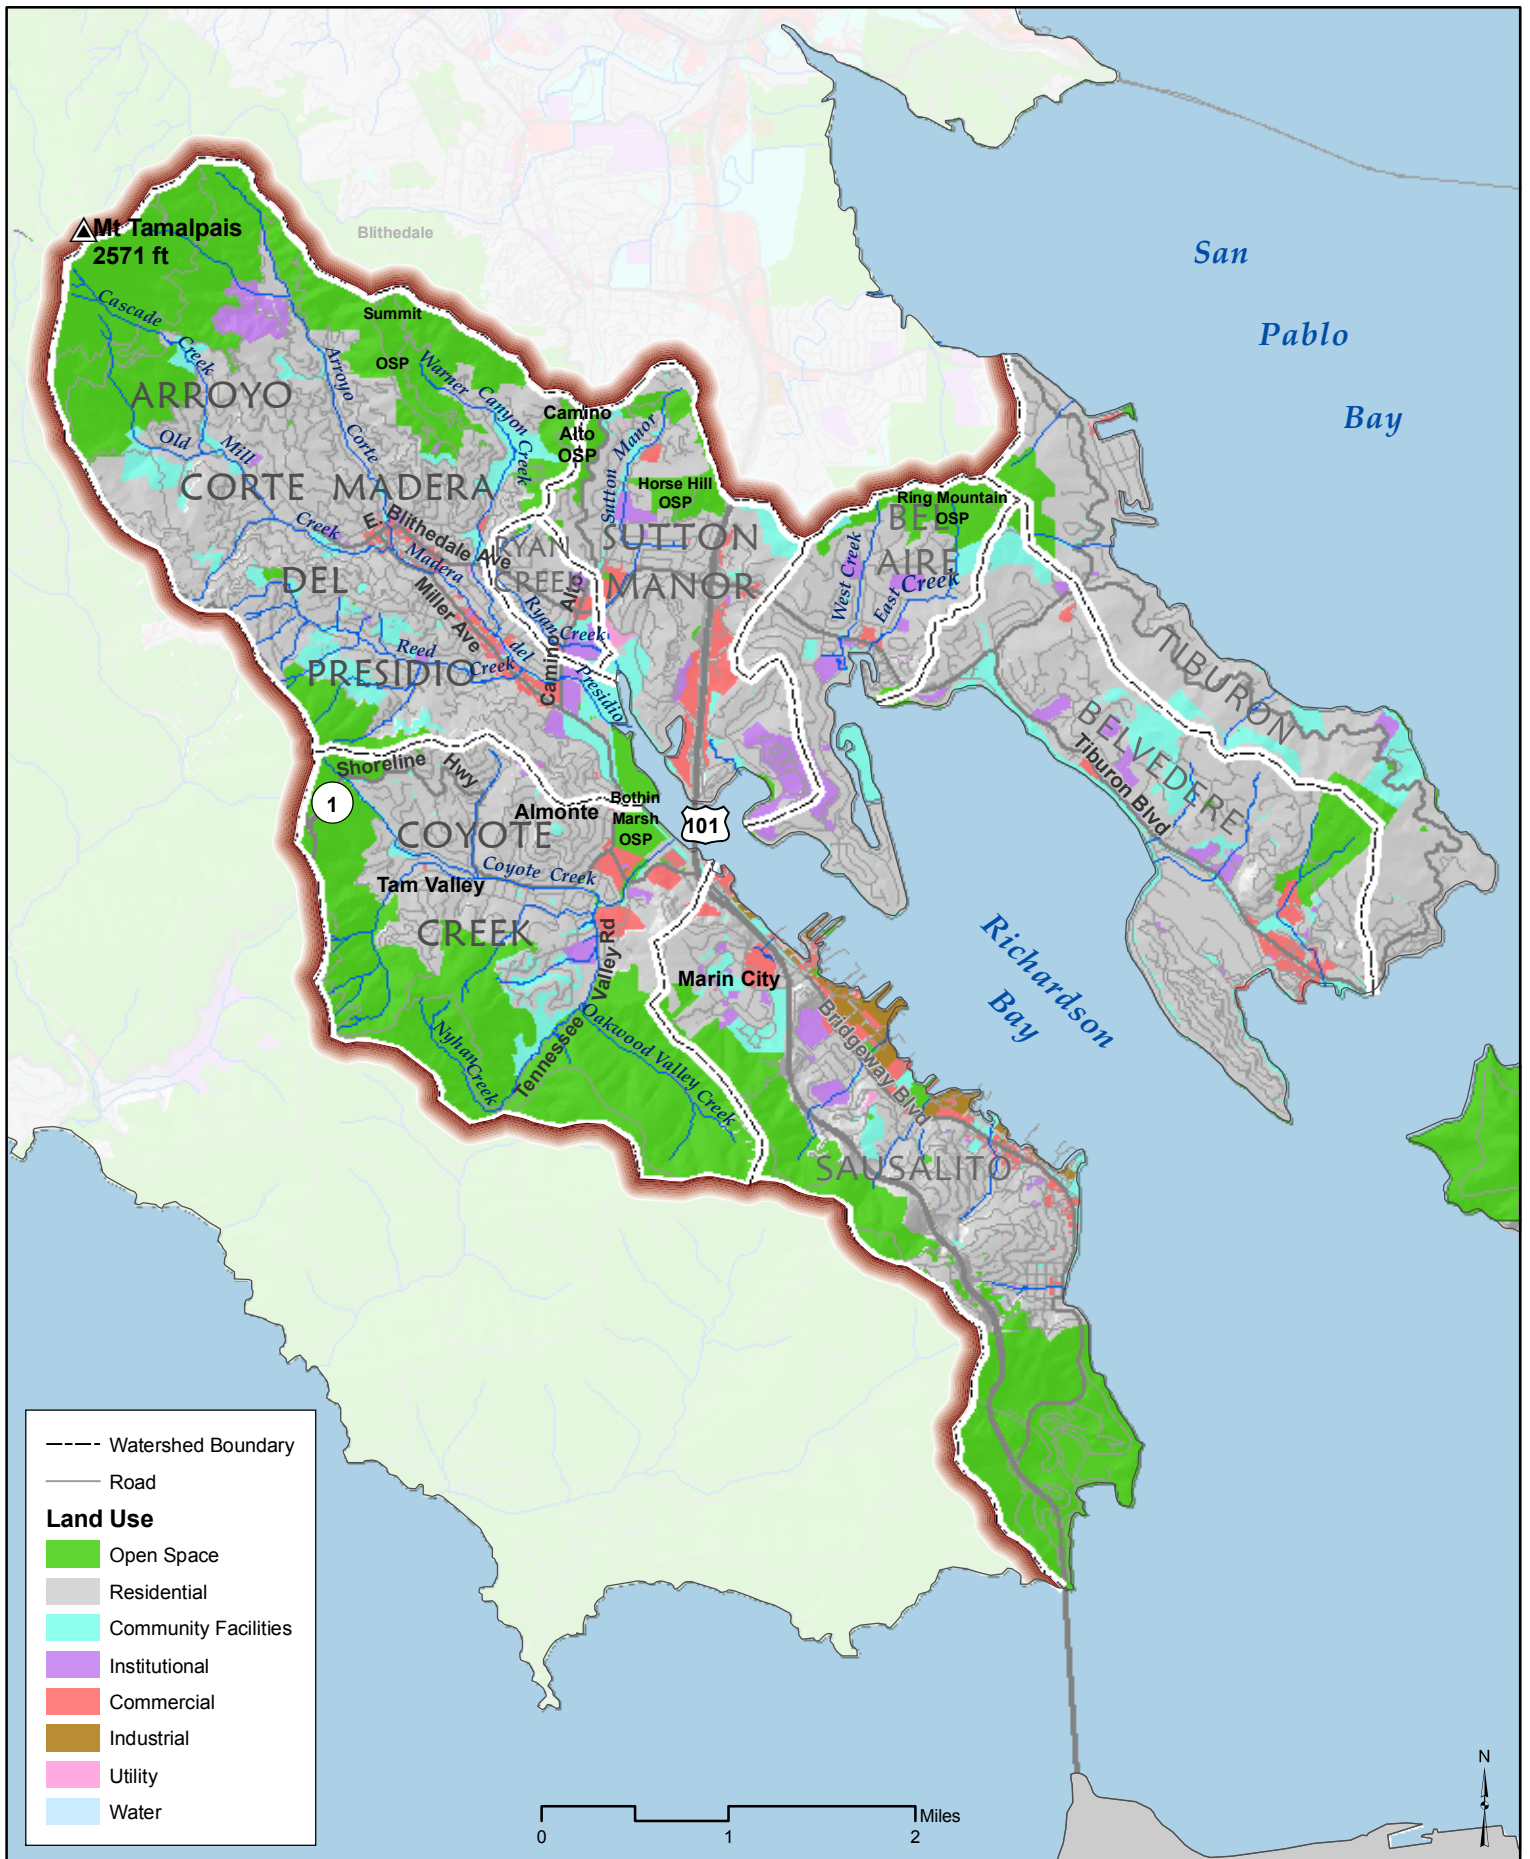 San
Pablo
Bay
Blithedale
Mt Tamalpais
2571 ft
Cascade
Creek
Summit
OSP
Arroyo
Corte
Madera
del
Presidio
Warner
Canyon
Creek
ARROYO
CORTE MADERA
DEL
PRESIDIO
Old
Mill
Creek
Camino
Alto
OSP
Sutton Manor
Horse Hill
OSP
SUTTON
MANOR
E. Blithedale Ave
RYAN
CREEK
Ryan
Creek
Miller Ave
Camino
Alto
Reed
Creek
Ring Mountain
OSP
BEL
AIRE
West Creek
East Creek
TIBURON
BELVEDERE
Tiburon Blvd
Shoreline
Hwy
1
Almonte
Bothin
Marsh
OSP
101
COYOTE
CREEK
Coyote Creek
Tam Valley
Nyhan
Creek
Tennessee
Valley Rd
Oakwood Valley Creek
Marin City
Bridgeway Blvd
Richardson
Bay
SAUSALITO
Watershed Boundary
Road
Land Use
Open Space
Residential
Community Facilities
Institutional
Commercial
Industrial
Utility
Water
Miles
0 1 2
N